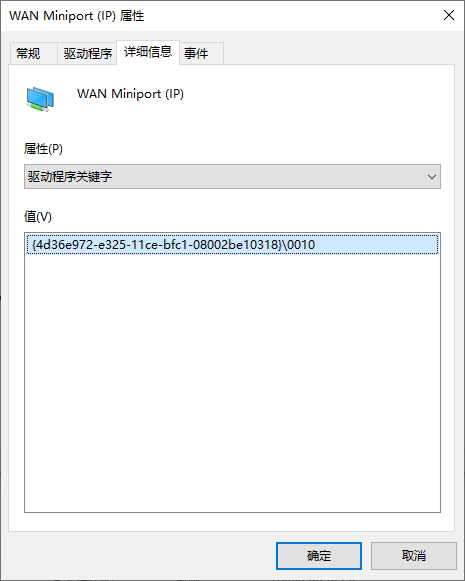 WAN Miniport (IP) 属性
常规 驱动程序 详细信息 事件
WAN Miniport (IP)
属性(P)
驱动程序关键字
值(V)
{4d36e972-e325-11ce-bfc1-08002be10318}\0010
确定 取消